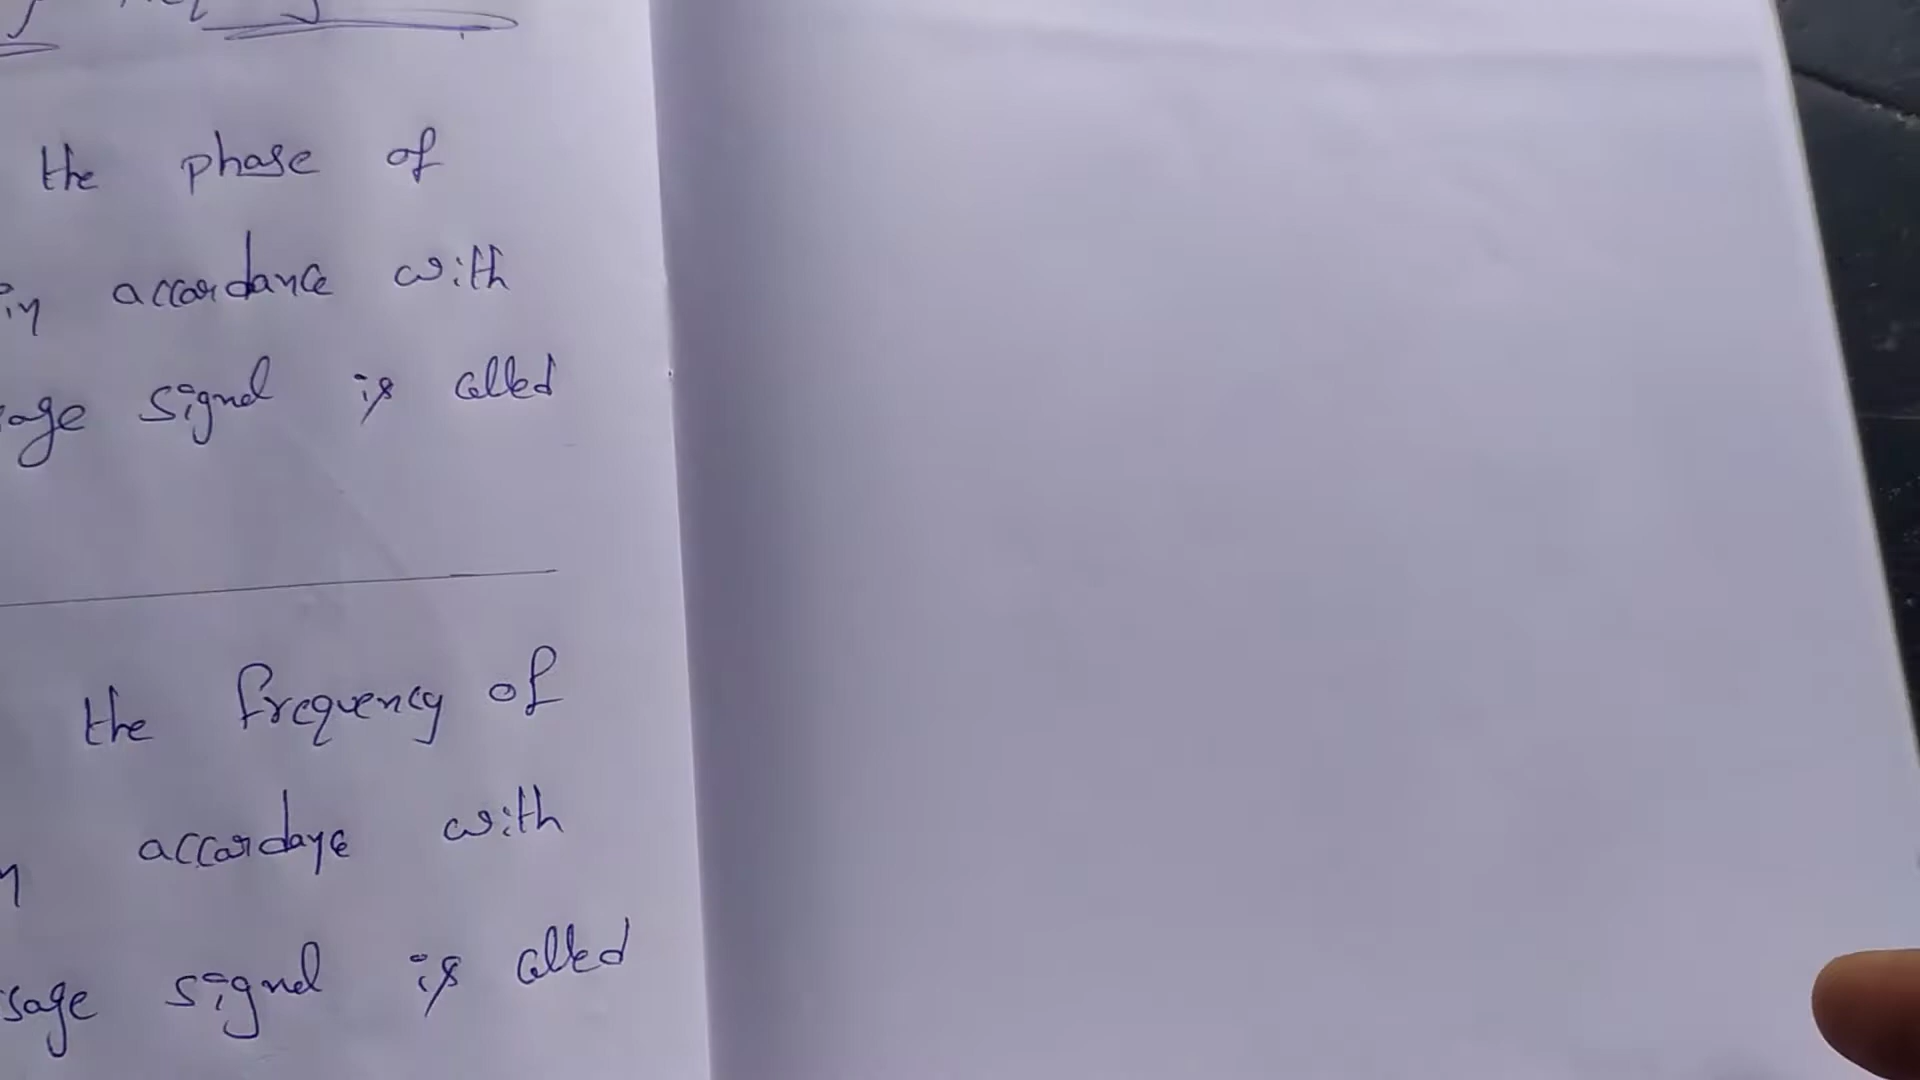 the phase of
in accordance with
sage signal is called
the frequency of
accordance with
sage signal is called